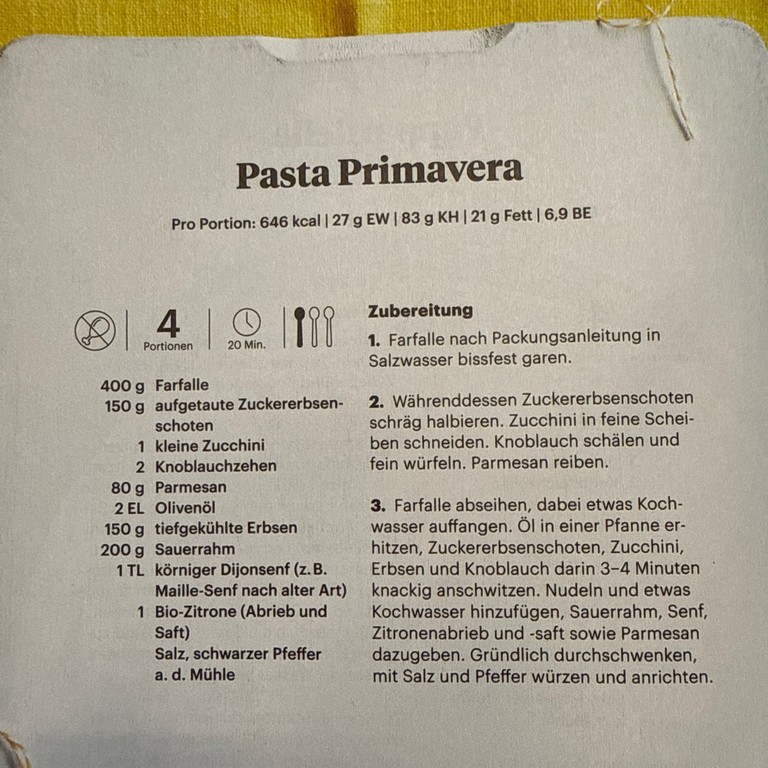 Pasta Primavera
Pro Portion: 646 kcal | 27 g EW | 83 g KH | 21 g Fett | 6,9 BE
4
Portionen
20 Min.
400 g Farfalle
150 g aufgetaute Zuckererbsen-
schoten
1 kleine Zucchini
2 Knoblauchzehen
80 g Parmesan
2 EL Olivenöl
150 g tiefgekühlte Erbsen
200 g Sauerrahm
1 TL körniger Dijonsenf (z. B.
Maille-Senf nach alter Art)
1 Bio-Zitrone (Abrieb und
Saft)
Salz, schwarzer Pfeffer
a. d. Mühle
Zubereitung
1. Farfalle nach Packungsanleitung in
Salzwasser bissfest garen.
2. Währenddessen Zuckererbsenschoten
schräg halbieren. Zucchini in feine Schei-
ben schneiden. Knoblauch schälen und
fein würfeln. Parmesan reiben.
3. Farfalle abseihen, dabei etwas Koch-
wasser auffangen. Öl in einer Pfanne er-
hitzen, Zuckererbsenschoten, Zucchini,
Erbsen und Knoblauch darin 3–4 Minuten
knackig anschwitzen. Nudeln und etwas
Kochwasser hinzufügen, Sauerrahm, Senf,
Zitronenabrieb und -saft sowie Parmesan
dazugeben. Gründlich durchschwenken,
mit Salz und Pfeffer würzen und anrichten.